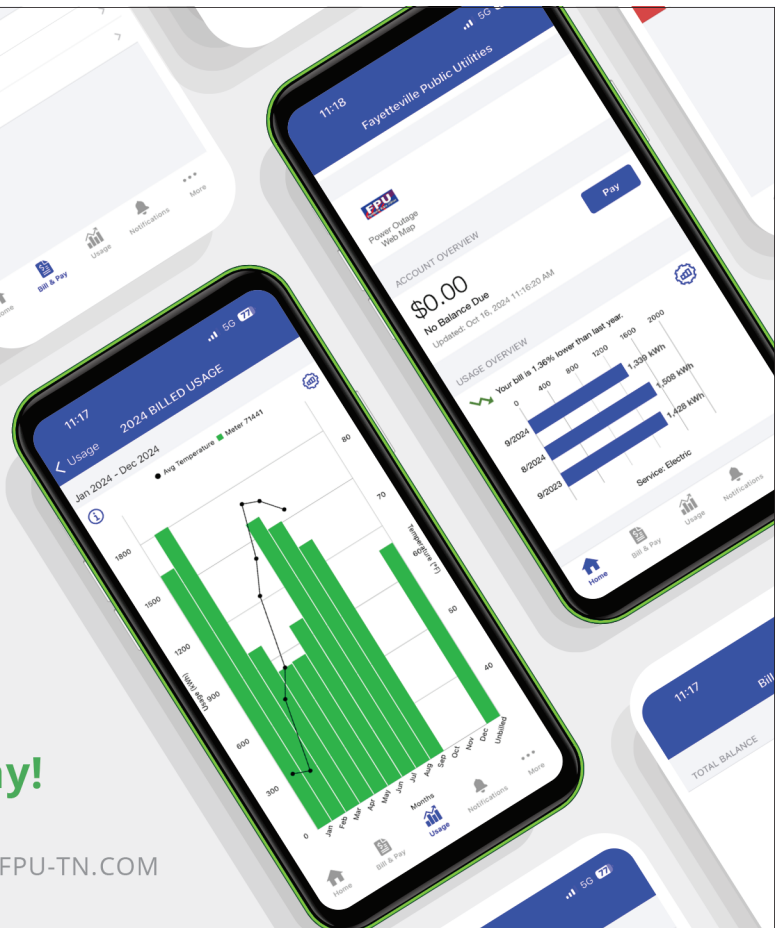 Home
Bill & Pay
Usage
Notifications
More
11:18
5G
Fayetteville Public Utilities
FPU
Power Outage
Web Map
ACCOUNT OVERVIEW
$0.00
Pay
No Balance Due
Updated: Oct 16, 2024 11:16:20 AM
USAGE OVERVIEW
Your bill is 1.36% lower than last year.
0 400 800 1200 1600 2000
9/2024 1,339 kWh
8/2024 1,508 kWh
9/2023 1,428 kWh
Service: Electric
Home
Bill & Pay
Usage
Notifications
11:17
5G 77
Usage
2024 BILLED USAGE
Jan 2024 - Dec 2024
Avg Temperature Meter 71441
1800
1500
1200
900
600
300
0
Usage (kWh)
80
70
60
50
40
Temperature (°F)
Jan
Feb
Mar
Apr
May
Jun
Jul
Aug
Sep
Oct
Nov
Dec
Unbilled
Months
Home
Bill & Pay
Usage
Notifications
More
11:17
Bill
TOTAL BALANCE
5G 77
ay!
FPU-TN.COM